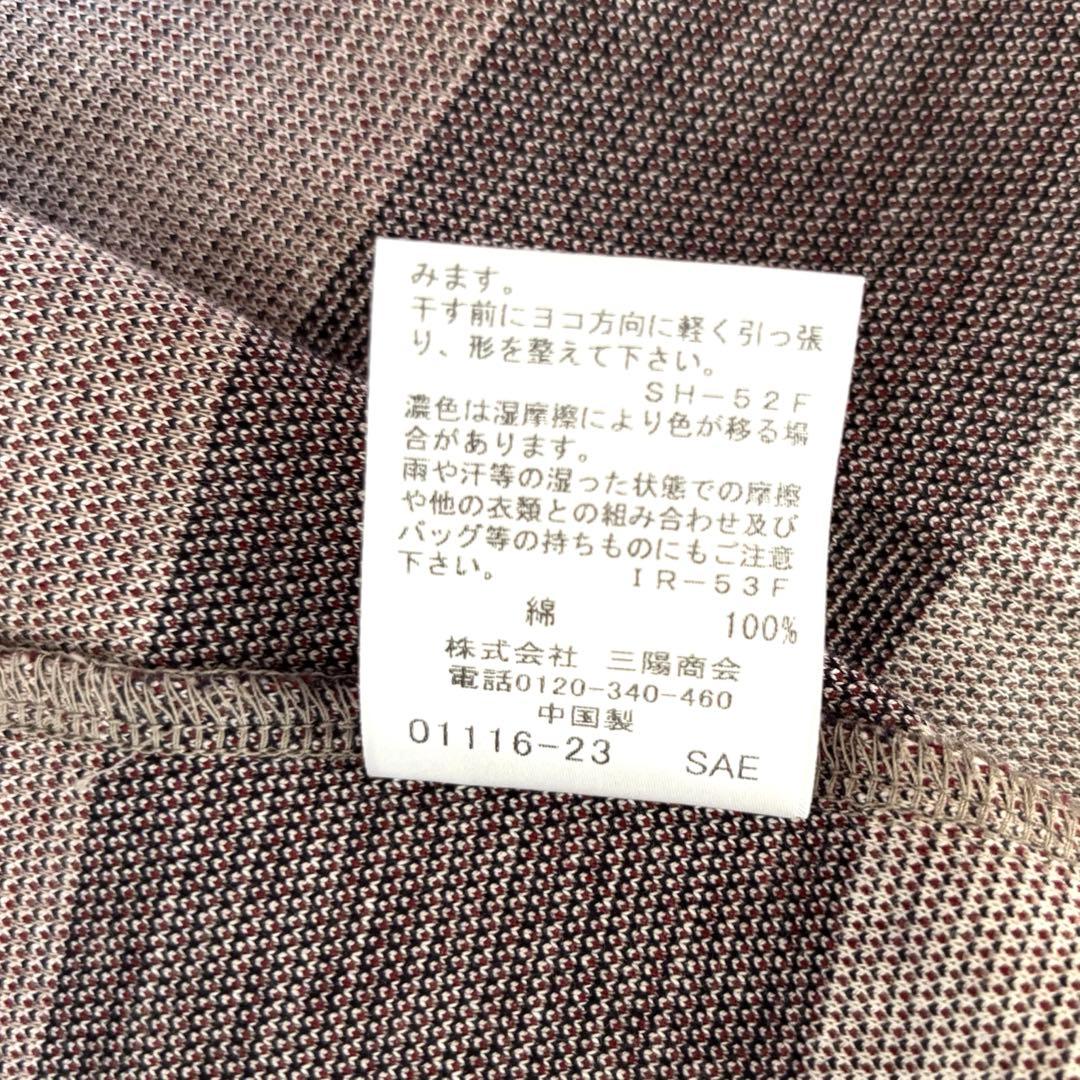 みます。
干す前にヨコ方向に軽く引っ張
り、形を整えて下さい。
SH-52F
濃色は湿摩擦により色が移る場
合があります。
雨や汗等の湿った状態での摩擦
や他の衣類との組み合わせ及び
バッグ等の持ちものにもご注意
下さい。 IR-53F
綿 100%
株式会社 三陽商会
電話0120-340-460
中国製
01116-23 SAE